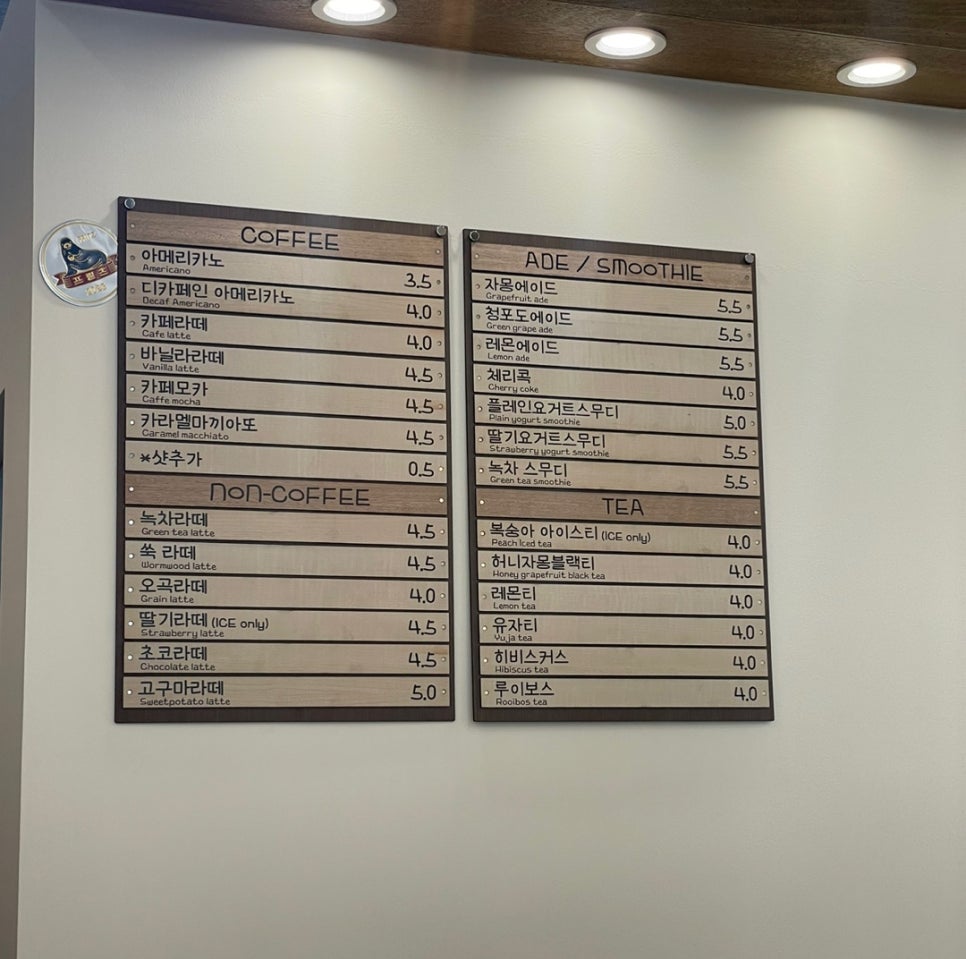 COFFEE
아메리카노
Americano
3.5
디카페인 아메리카노
Decaf Americano
4.0
카페라떼
Cafe latte
4.0
바닐라라떼
Vanilla latte
4.5
카페모카
Caffe mocha
4.5
카라멜마끼아또
Caramel macchiato
4.5
*샷추가
0.5
NON-COFFEE
녹차라떼
Green tea latte
4.5
쑥 라떼
Wormwood latte
4.5
오곡라떼
Grain latte
4.0
딸기라떼 (ICE only)
Strawberry latte
4.5
초코라떼
Chocolate latte
4.5
고구마라떼
Sweetpotato latte
5.0
ADE / SMOOTHIE
자몽에이드
Grapefruit ade
5.5
청포도에이드
Green grape ade
5.5
레몬에이드
Lemon ade
5.5
체리콕
Cherry coke
4.0
플레인요거트스무디
Plain yogurt smoothie
5.0
딸기요거트스무디
Strawberry yogurt smoothie
5.5
녹차 스무디
Green tea smoothie
5.5
TEA
복숭아 아이스티 (ICE only)
Peach Iced tea
4.0
허니자몽블랙티
Honey grapefruit black tea
4.0
레몬티
Lemon tea
4.0
유자티
Yuja tea
4.0
히비스커스
Hibiscus tea
4.0
루이보스
Rooibos tea
4.0